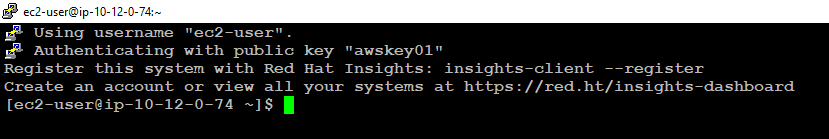 ec2-user@ip-10-12-0-74:~
Using username "ec2-user".
Authenticating with public key "awskey01"
Register this system with Red Hat Insights: insights-client --register
Create an account or view all your systems at https://red.ht/insights-dashboard
[ec2-user@ip-10-12-0-74 ~]$